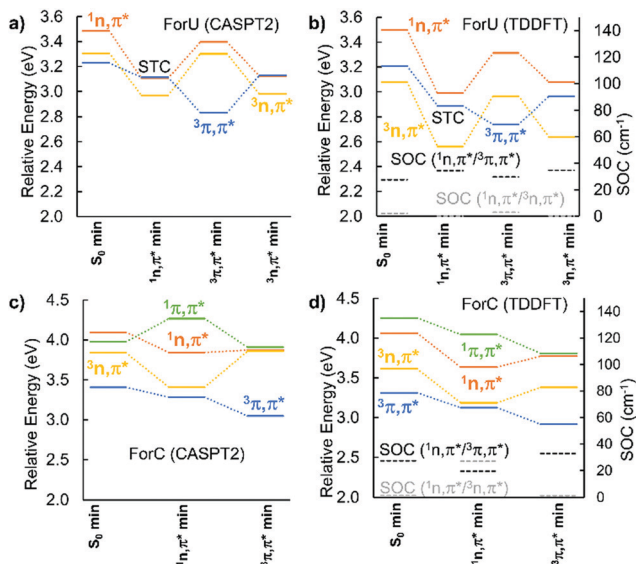 a)
ForU (CASPT2)
3.6
3.4
3.2
3.0
2.8
2.6
2.4
2.2
2.0
Relative Energy (eV)
¹n,π*
STC
³n,π*
³π,π*
S₀ min
¹n,π* min
³π,π* min
³n,π* min
b)
ForU (TDDFT)
3.6
3.4
3.2
3.0
2.8
2.6
2.4
2.2
2.0
Relative Energy (eV)
¹n,π*
³n,π*
STC
³π,π*
SOC (¹n,π*/³π,π*)
SOC (¹n,π*/³n,π*)
140
120
100
80
60
40
20
0
SOC (cm⁻¹)
S₀ min
¹n,π* min
³π,π* min
³n,π* min
c)
4.5
4.0
3.5
3.0
2.5
2.0
Relative Energy (eV)
¹π,π*
¹n,π*
³n,π*
³π,π*
ForC (CASPT2)
S₀ min
¹n,π* min
³π,π* min
d)
ForC (TDDFT)
4.5
4.0
3.5
3.0
2.5
2.0
Relative Energy (eV)
¹π,π*
³n,π*
¹n,π*
³π,π*
SOC (¹n,π*/³π,π*)
SOC (¹n,π*/³n,π*)
140
120
100
80
60
40
20
0
SOC (cm⁻¹)
S₀ min
¹n,π* min
³π,π* min